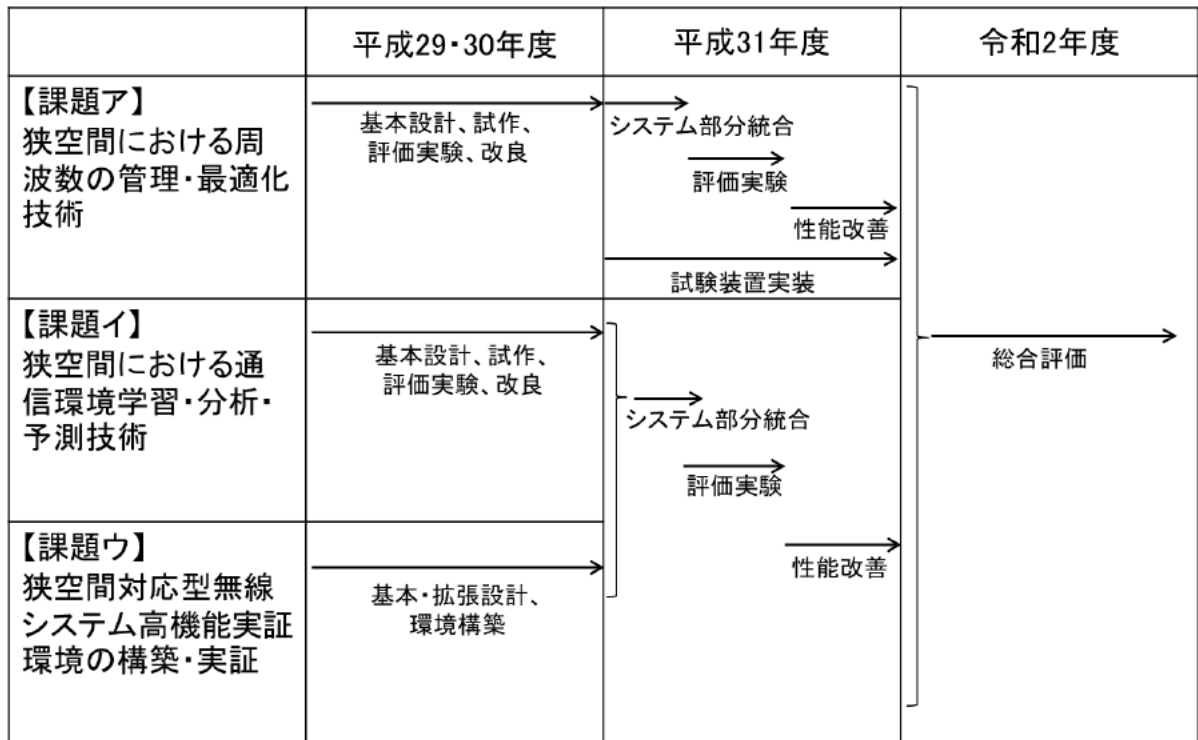 平成29・30年度
平成31年度
令和2年度
【課題ア】
狭空間における周
波数の管理・最適化
技術
基本設計、試作、
評価実験、改良
システム部分統合
評価実験
性能改善
試験装置実装
【課題イ】
狭空間における通
信環境学習・分析・
予測技術
基本設計、試作、
評価実験、改良
システム部分統合
評価実験
性能改善
総合評価
【課題ウ】
狭空間対応型無線
システム高機能実証
環境の構築・実証
基本・拡張設計、
環境構築